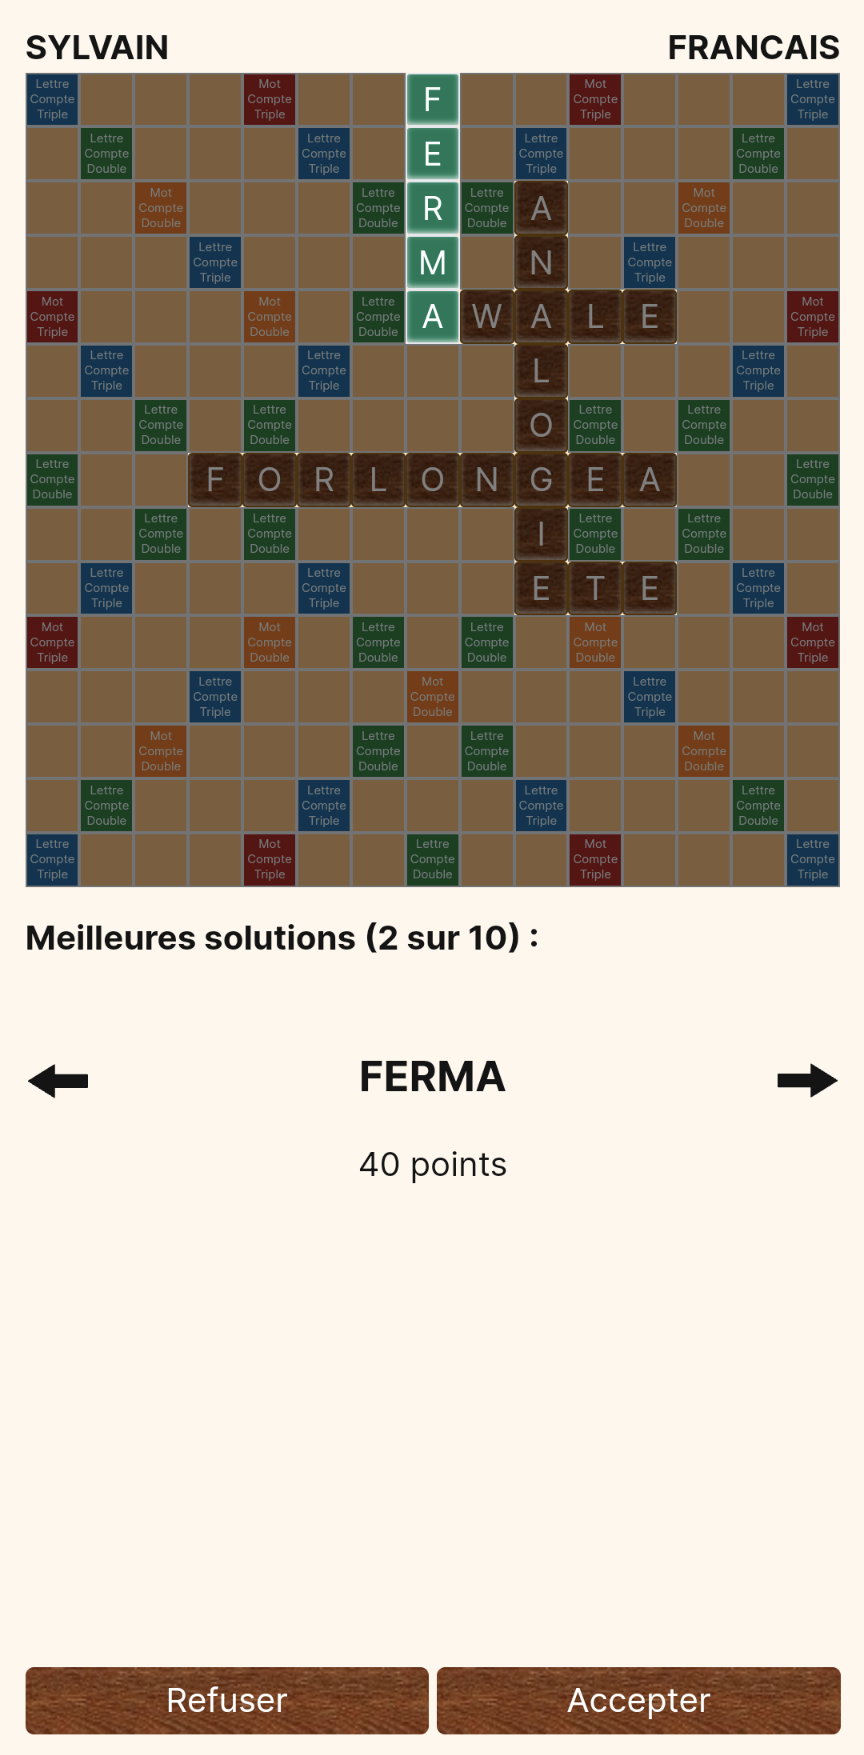 SYLVAIN FRANCAIS
Lettre Compte Triple Mot Compte Triple F Mot Compte Triple Lettre Compte Triple
Lettre Compte Double Lettre Compte Triple E Lettre Compte Triple Lettre Compte Double
Mot Compte Double Lettre Compte Double R Lettre Compte Double A Mot Compte Double
Lettre Compte Triple M N Lettre Compte Triple
Mot Compte Triple Mot Compte Double Lettre Compte Double A W A L E Mot Compte Triple
Lettre Compte Triple Lettre Compte Triple L Lettre Compte Triple
Lettre Compte Double Lettre Compte Double O Lettre Compte Double Lettre Compte Double
Lettre Compte Double F O R L O N G E A Lettre Compte Double
Lettre Compte Double Lettre Compte Double I Lettre Compte Double Lettre Compte Double
Lettre Compte Triple Lettre Compte Triple E T E Lettre Compte Triple
Mot Compte Triple Mot Compte Double Lettre Compte Double Lettre Compte Double Mot Compte Double Mot Compte Triple
Lettre Compte Triple Mot Compte Double Lettre Compte Triple
Mot Compte Double Lettre Compte Double Lettre Compte Double Mot Compte Double
Lettre Compte Double Lettre Compte Triple Lettre Compte Triple Lettre Compte Double
Lettre Compte Triple Mot Compte Triple Lettre Compte Double Mot Compte Triple Lettre Compte Triple
Meilleures solutions (2 sur 10) :
FERMA
40 points
Refuser Accepter